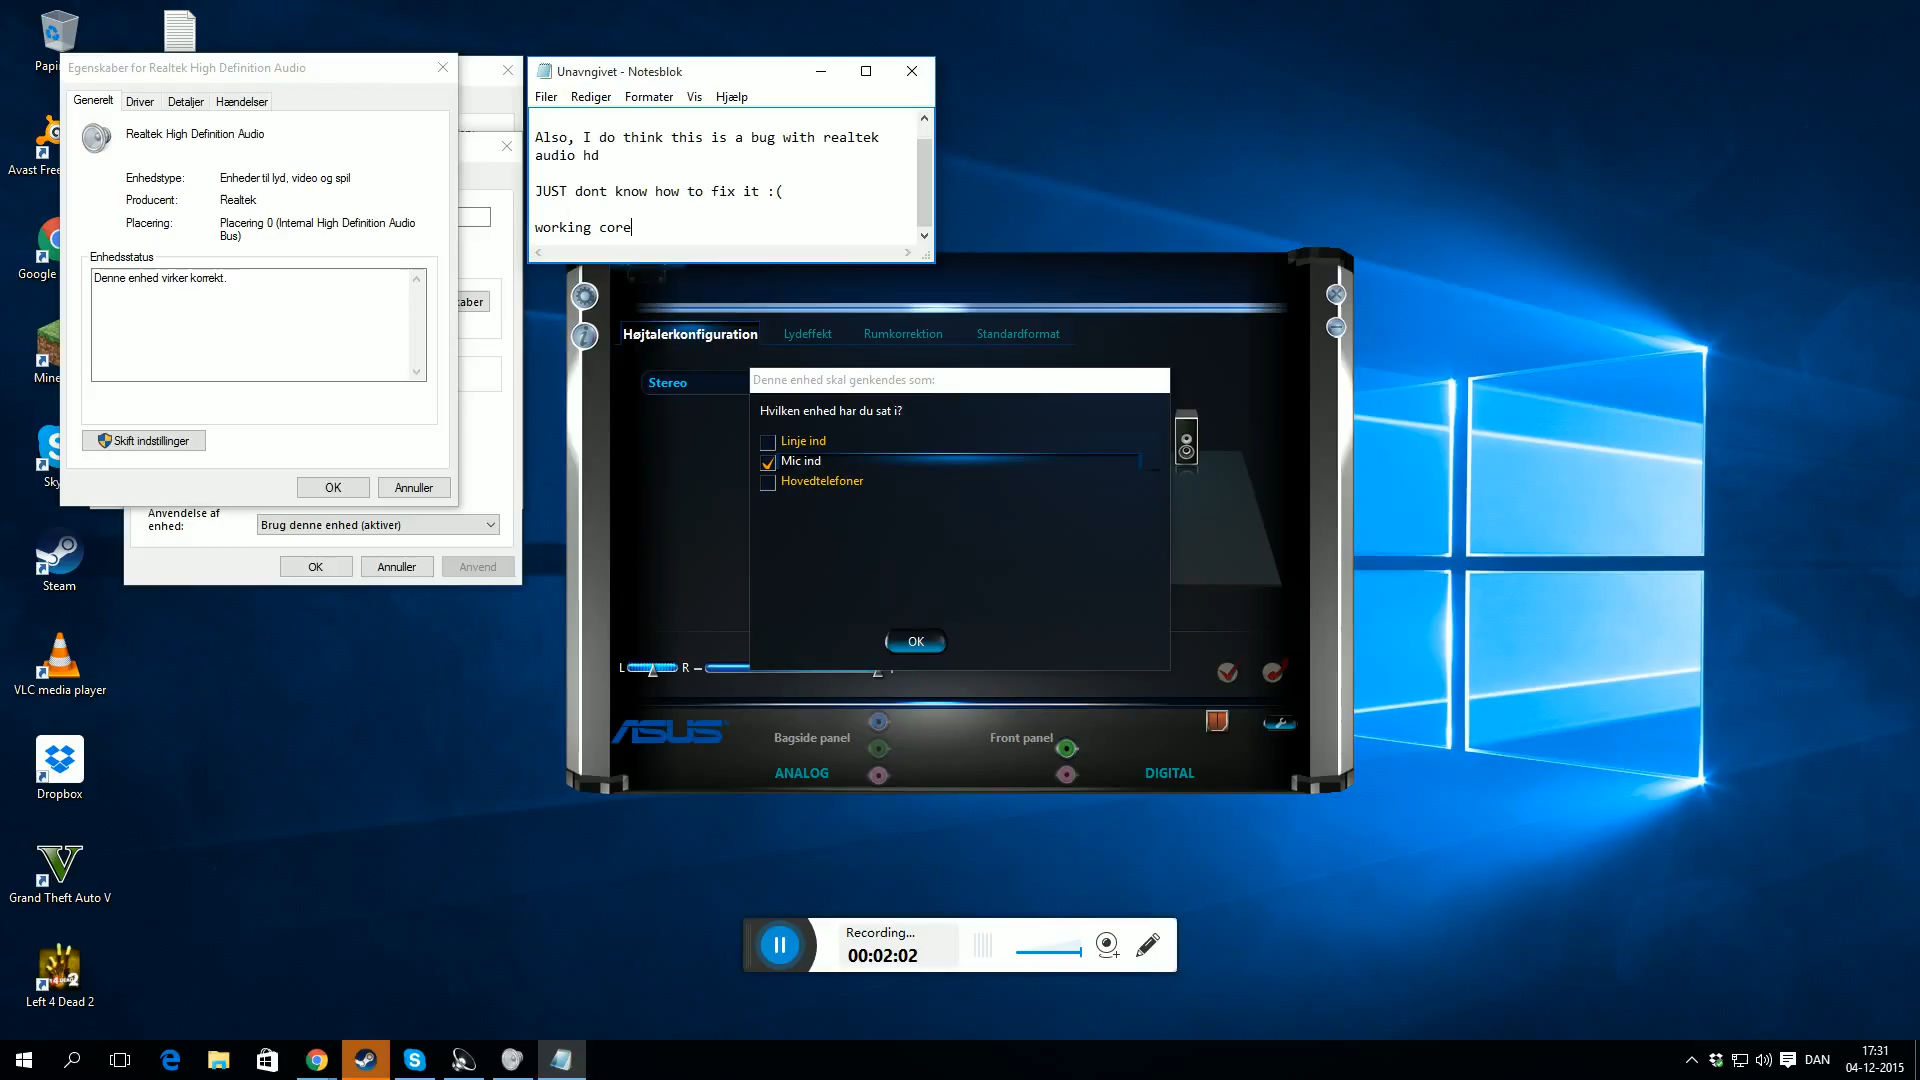 Papi
Avast Free
Google
Mine
Sky
Steam
VLC media player
Dropbox
Grand Theft Auto V
Left 4 Dead 2
Egenskaber for Realtek High Definition Audio
Generelt Driver Detaljer Hændelser
Realtek High Definition Audio
Enhedstype: Enheder til lyd, video og spil
Producent: Realtek
Placering: Placering 0 (Internal High Definition Audio
Bus)
Enhedsstatus
Denne enhed virker korrekt.
Skift indstillinger
OK Annuller
kaber
Anvendelse af
enhed: Brug denne enhed (aktiver)
OK Annuller Anvend
Unavngivet - Notesblok
Filer Rediger Formater Vis Hjælp
Also, I do think this is a bug with realtek
audio hd
JUST dont know how to fix it :(
working core
Højtalerkonfiguration Lydeffekt Rumkorrektion Standardformat
Stereo
Denne enhed skal genkendes som:
Hvilken enhed har du sat i?
Linje ind
Mic ind
Hovedtelefoner
OK
L R
ASUS
Bagside panel Front panel
ANALOG DIGITAL
Recording...
00:02:02
DAN
17:31
04-12-2015